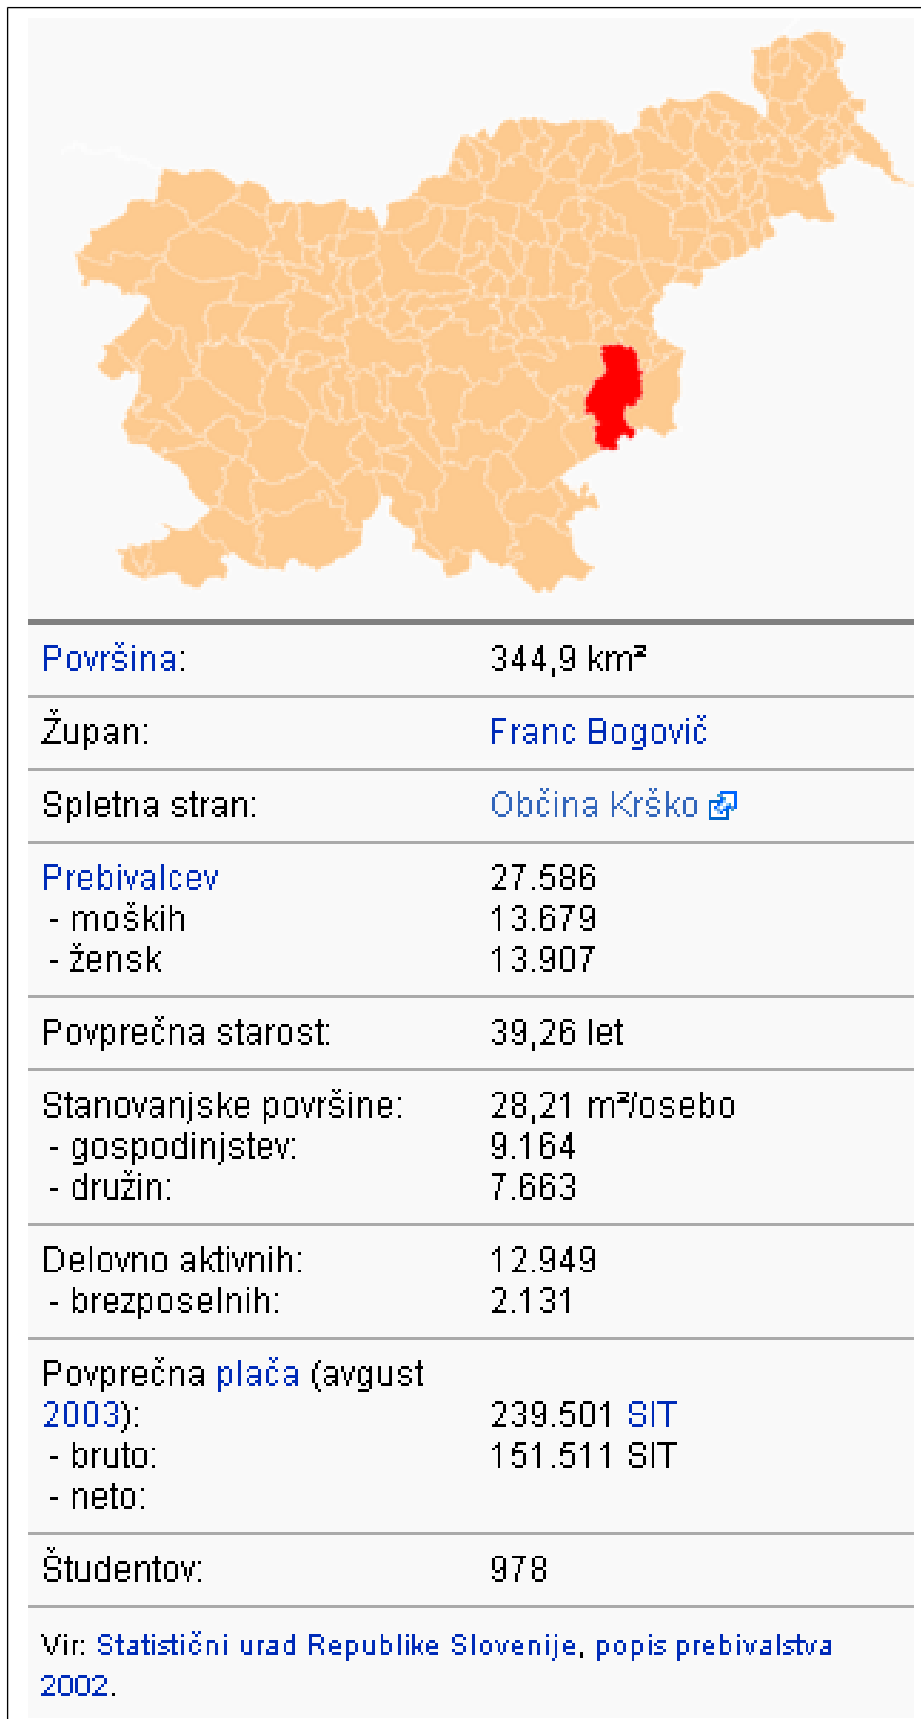 Površina: 344,9 km²
Župan: Franc Bogovič
Spletna stran: Občina Krško
Prebivalcev 27.586
- moških 13.679
- žensk 13.907
Povprečna starost: 39,26 let
Stanovanjske površine: 28,21 m²/osebo
- gospodinjstev: 9.164
- družin: 7.663
Delovno aktivnih: 12.949
- brezposelnih: 2.131
Povprečna plača (avgust
2003): 239.501 SIT
- bruto: 151.511 SIT
- neto:
Študentov: 978
Vir: Statistični urad Republike Slovenije, popis prebivalstva
2002.